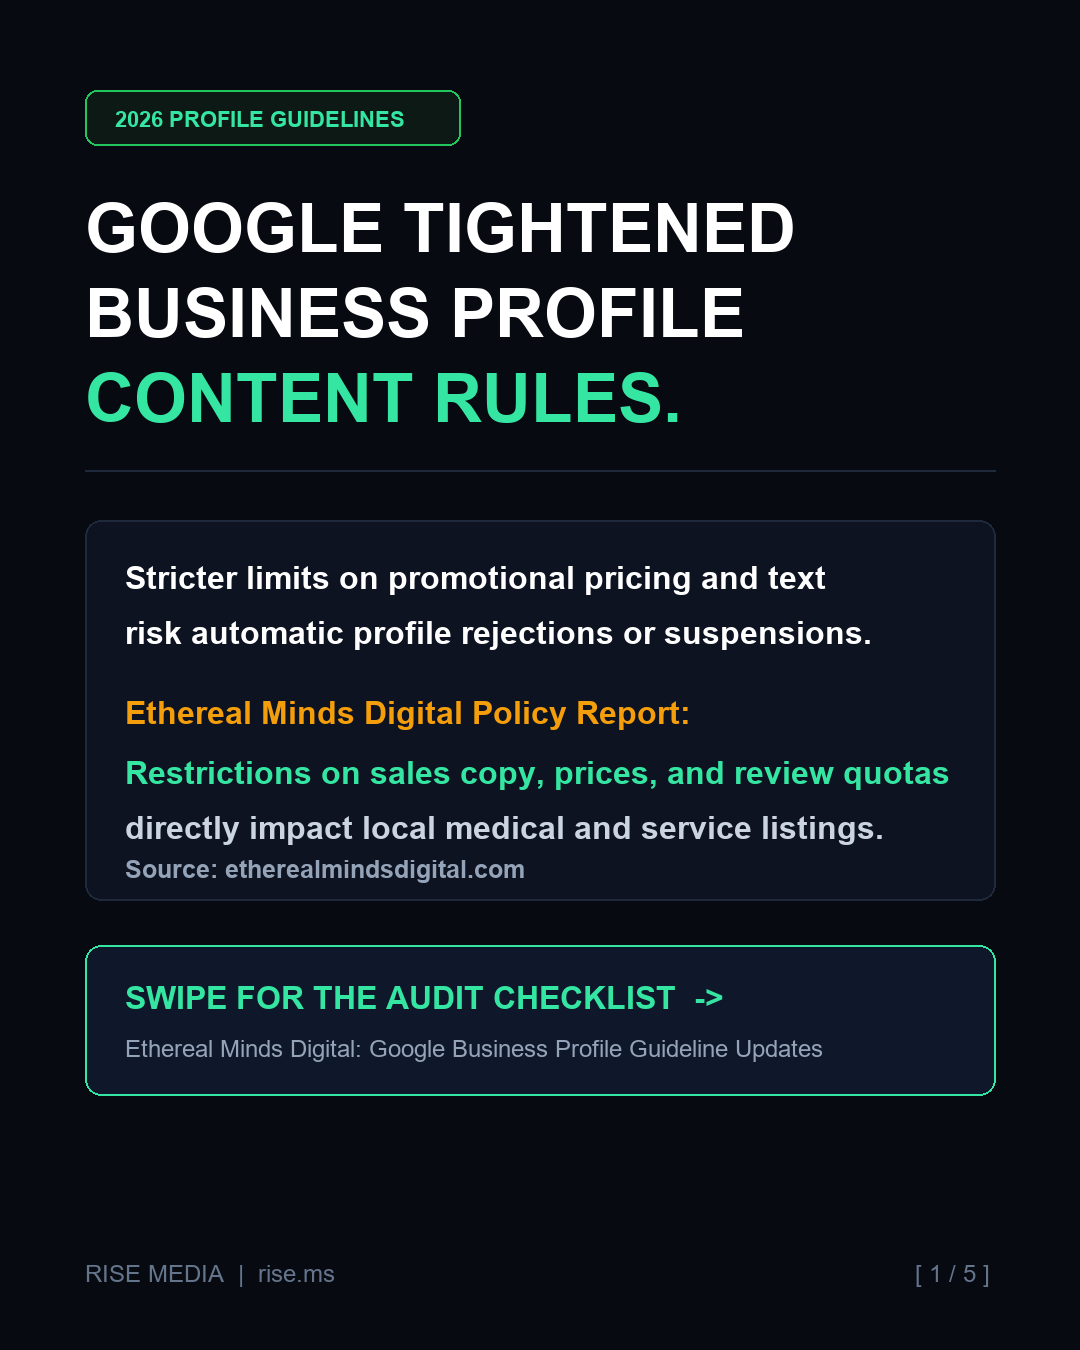 2026 PROFILE GUIDELINES
GOOGLE TIGHTENED
BUSINESS PROFILE
CONTENT RULES.
Stricter limits on promotional pricing and text
risk automatic profile rejections or suspensions.
Ethereal Minds Digital Policy Report:
Restrictions on sales copy, prices, and review quotas
directly impact local medical and service listings.
Source: etherealmindsdigital.com
SWIPE FOR THE AUDIT CHECKLIST ->
Ethereal Minds Digital: Google Business Profile Guideline Updates
RISE MEDIA | rise.ms
[ 1 / 5 ]